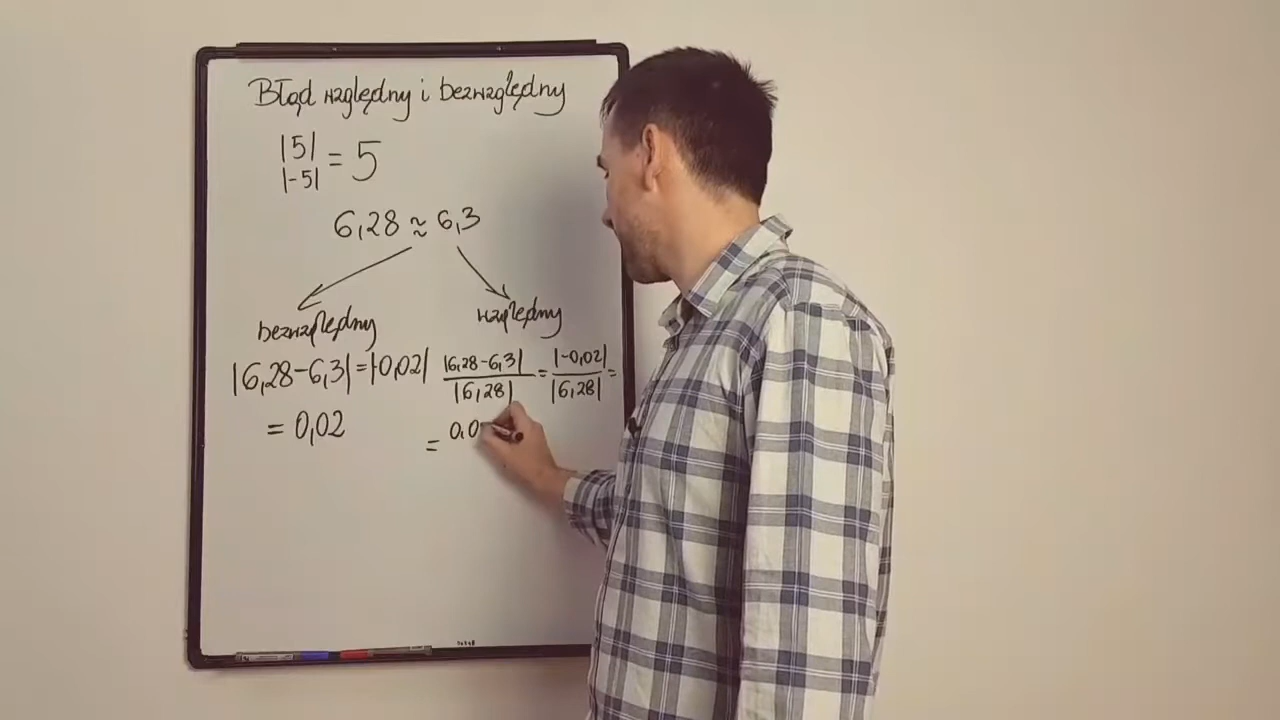 Błąd względny i bezwzględny
|5|
|-5| = 5
6,28 ≈ 6,3
bezwzględny
względny
|6,28-6,3| = |-0,02|
= 0,02
|6,28-6,3| / |6,28| = |-0,02| / |6,28| =
= 0,0